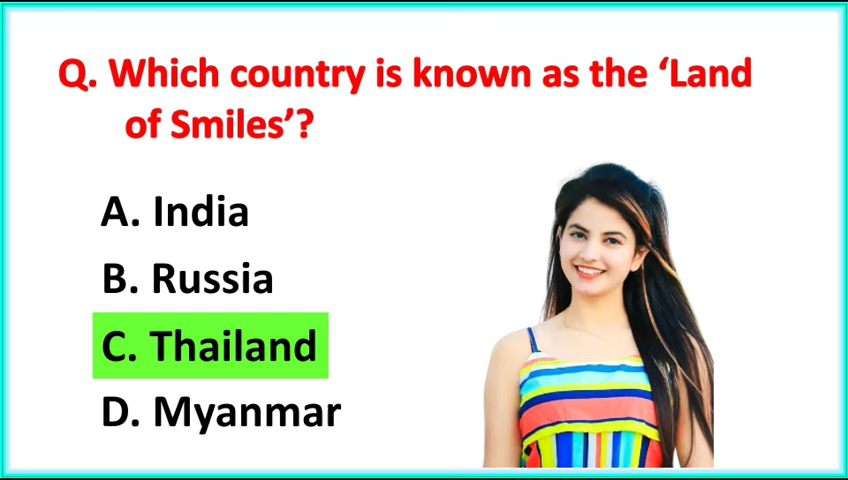 Q. Which country is known as the ‘Land
of Smiles’?
A. India
B. Russia
C. Thailand
D. Myanmar